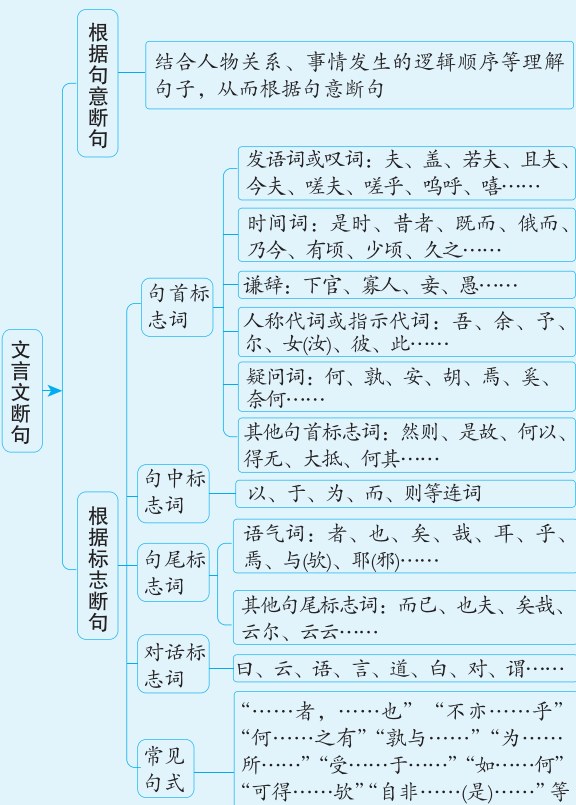 文言文断句
根据句意断句
结合人物关系、事情发生的逻辑顺序等理解
句子，从而根据句意断句
根据标志断句
句首标
志词
发语词或叹词：夫、盖、若夫、且夫、
今夫、嗟夫、嗟乎、呜呼、嘻……
时间词：是时、昔者、既而、俄而、
乃今、有顷、少顷、久之……
谦辞：下官、寡人、妾、愚……
人称代词或指示代词：吾、余、予、
尔、女(汝)、彼、此……
疑问词：何、孰、安、胡、焉、奚、
奈何……
其他句首标志词：然则、是故、何以、
得无、大抵、何其……
句中标
志词
以、于、为、而、则等连词
句尾标
志词
语气词：者、也、矣、哉、耳、乎、
焉、与(欤)、耶(邪)……
其他句尾标志词：而已、也夫、矣哉、
云尔、云云……
对话标
志词
曰、云、语、言、道、白、对、谓……
常见
句式
“……者，……也” “不亦……乎”
“何……之有”“孰与……”“为……
所……”“受……于……”“如……何”
“可得……欤”“自非……(是)……”等